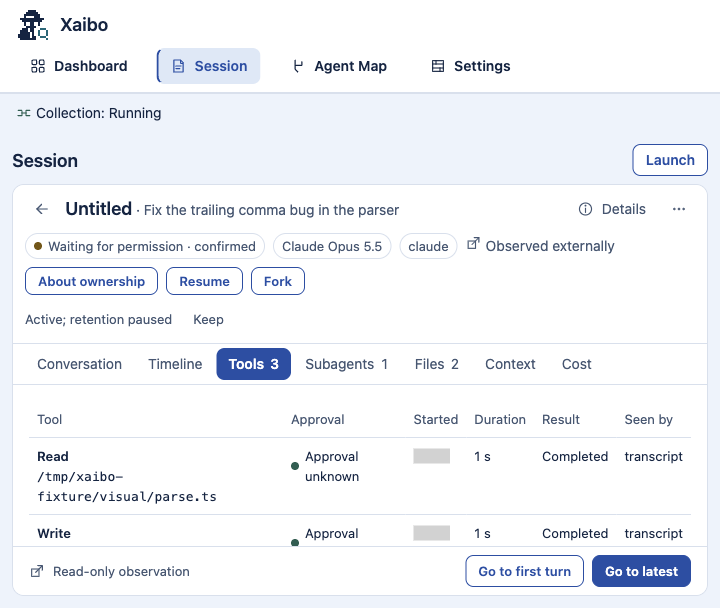 Xaibo
Dashboard Session Agent Map Settings
Collection: Running
Session Launch
Untitled · Fix the trailing comma bug in the parser Details ···
Waiting for permission · confirmed Claude Opus 5.5 claude Observed externally
About ownership Resume Fork
Active; retention paused Keep
Conversation Timeline Tools 3 Subagents 1 Files 2 Context Cost
Tool Approval Started Duration Result Seen by
Read Approval unknown 1 s Completed transcript
/tmp/xaibo-
fixture/visual/parse.ts
Write Approval 1 s Completed transcript
Read-only observation Go to first turn Go to latest